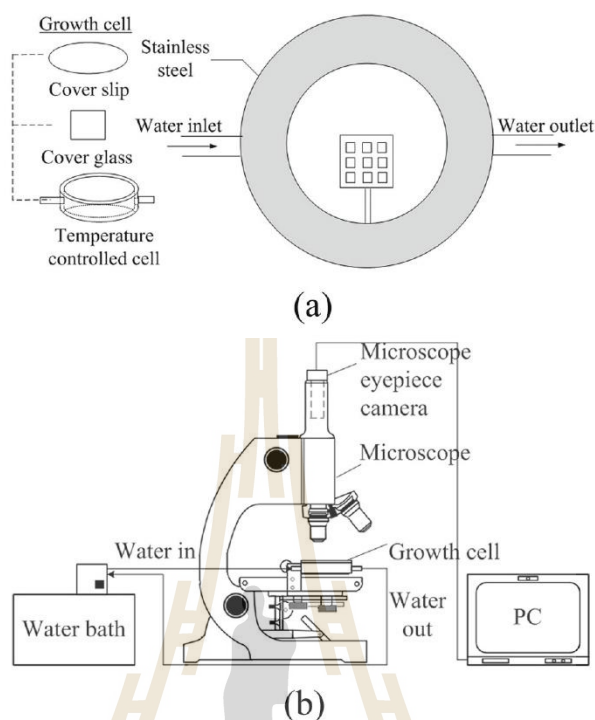 Growth cell
Cover slip
Cover glass
Temperature
controlled cell
Stainless
steel
Water inlet
Water outlet
(a)
Microscope
eyepiece
camera
Microscope
Water in
Growth cell
Water bath
Water
out
PC
(b)